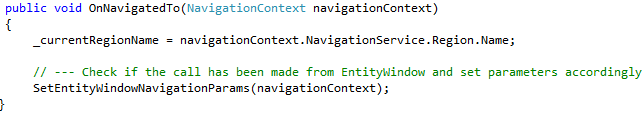 public void OnNavigatedTo(NavigationContext navigationContext)
{
    _currentRegionName = navigationContext.NavigationService.Region.Name;

    // --- Check if the call has been made from EntityWindow and set parameters accordingly
    SetEntityWindowNavigationParams(navigationContext);
}